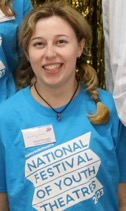 NATIONAL
FESTIVAL
OF YOUTH
THEATRES